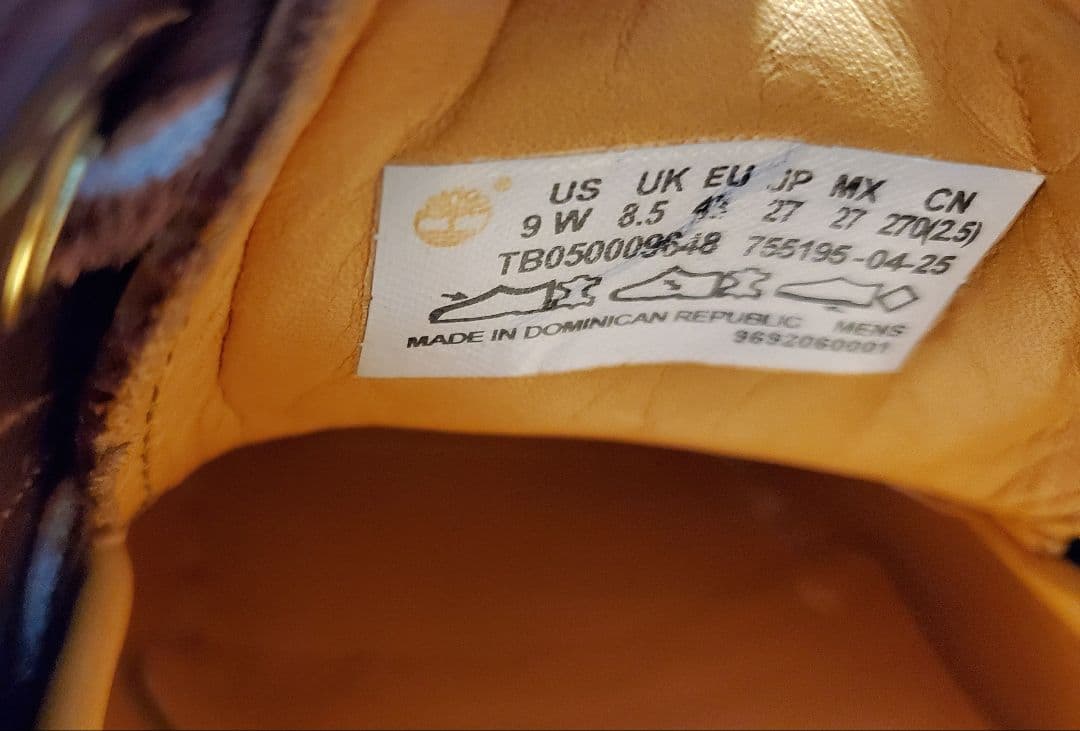 US UK EU JP MX CN
9 W 8.5 43 27 27 270(2.5)
TB050009648 755195-04-25
MADE IN DOMINICAN REPUBLIC MENS
9692060001